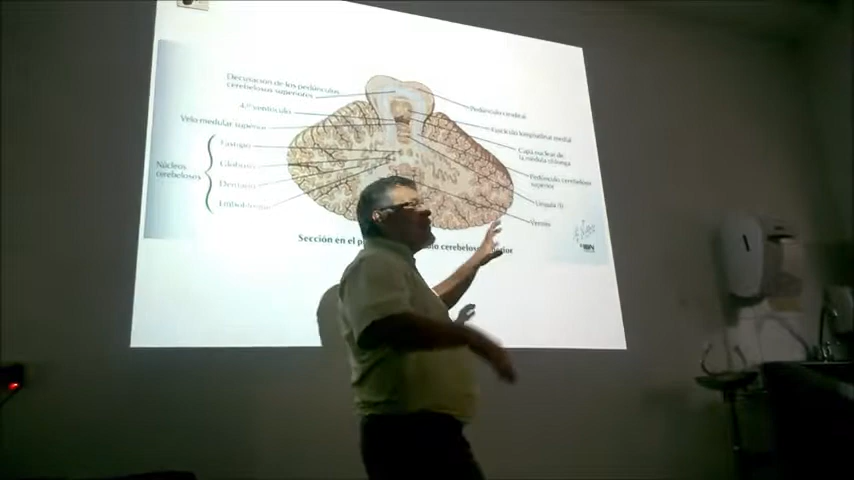 Decusación de los pedúnculos
cerebelosos superiores
4.º ventrículo
Velo medular superior
Núcleos
cerebelosos
Fastigio
Globoso
Dentado
Emboliforme
Pedúnculo cerebral
Fascículo longitudinal medial
Capa nuclear de
la médula oblonga
Pedúnculo cerebeloso
superior
Língula (I)
Vermis
Sección en el p
cerebeloso